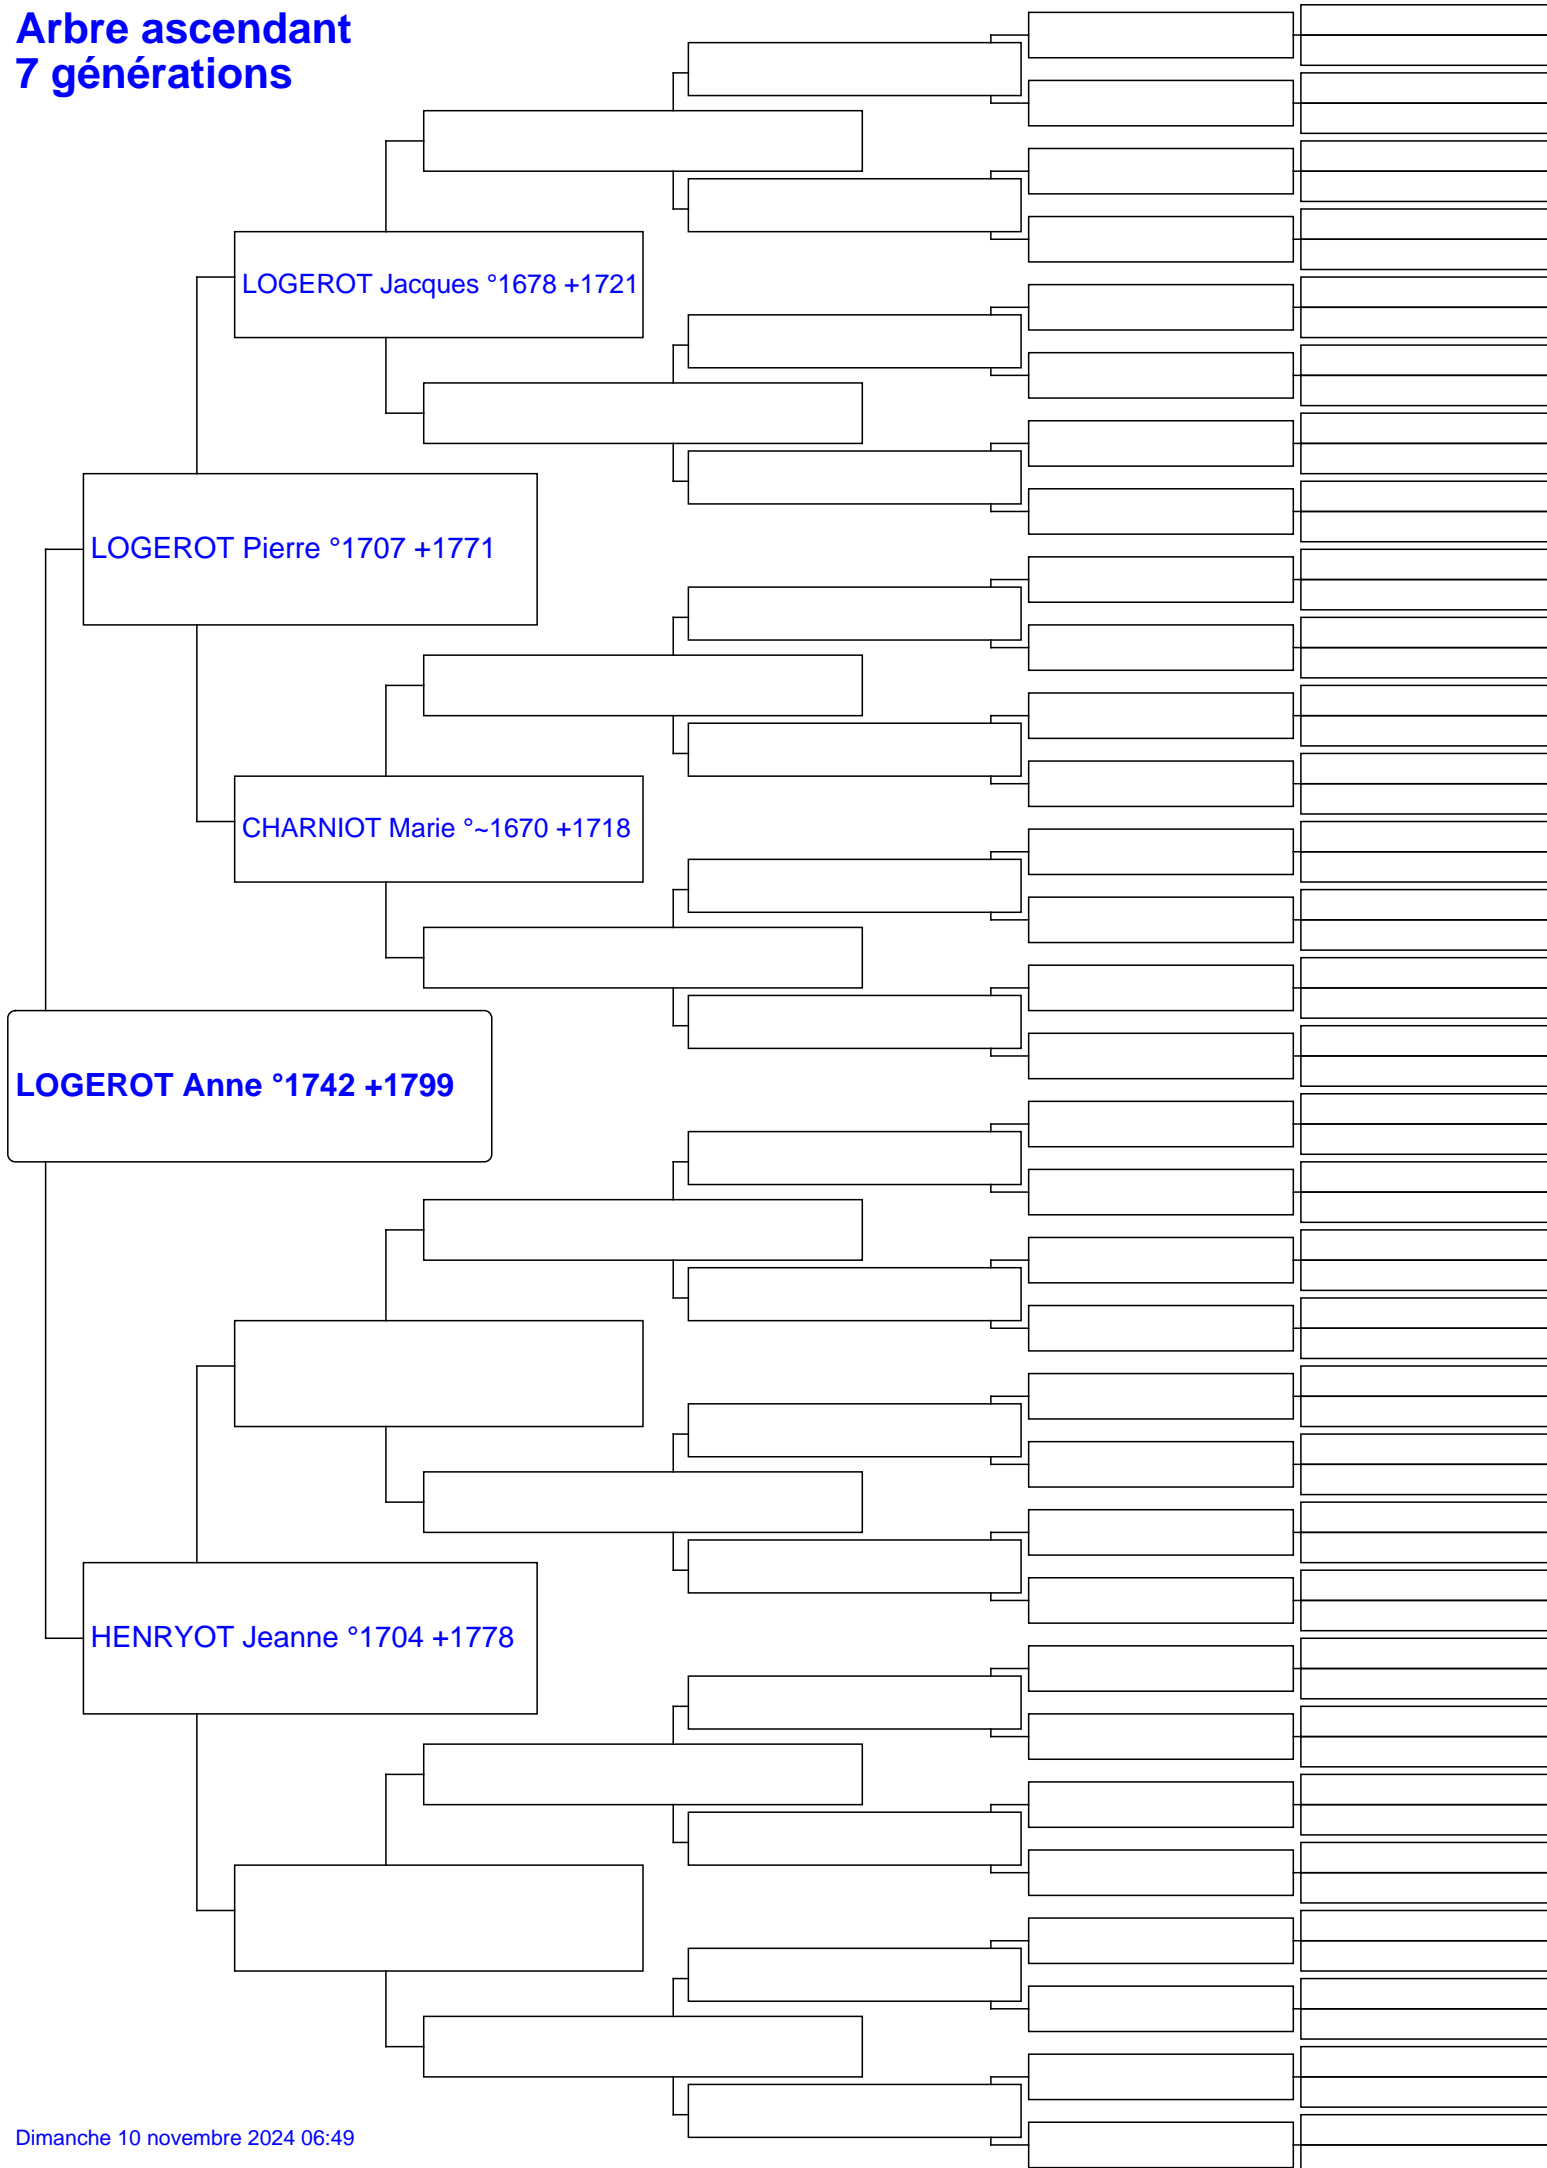 Arbre ascendant
7 générations
LOGEROT Jacques °1678 +1721
LOGEROT Pierre °1707 +1771
CHARNIOT Marie °~1670 +1718
LOGEROT Anne °1742 +1799
HENRYOT Jeanne °1704 +1778
Dimanche 10 novembre 2024 06:49